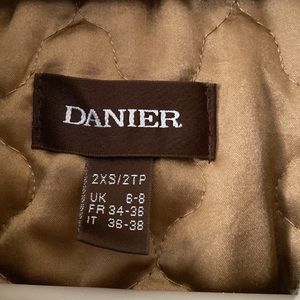 DANIER
2XS/2TP
UK 6-8
FR 34-36
IT 36-38